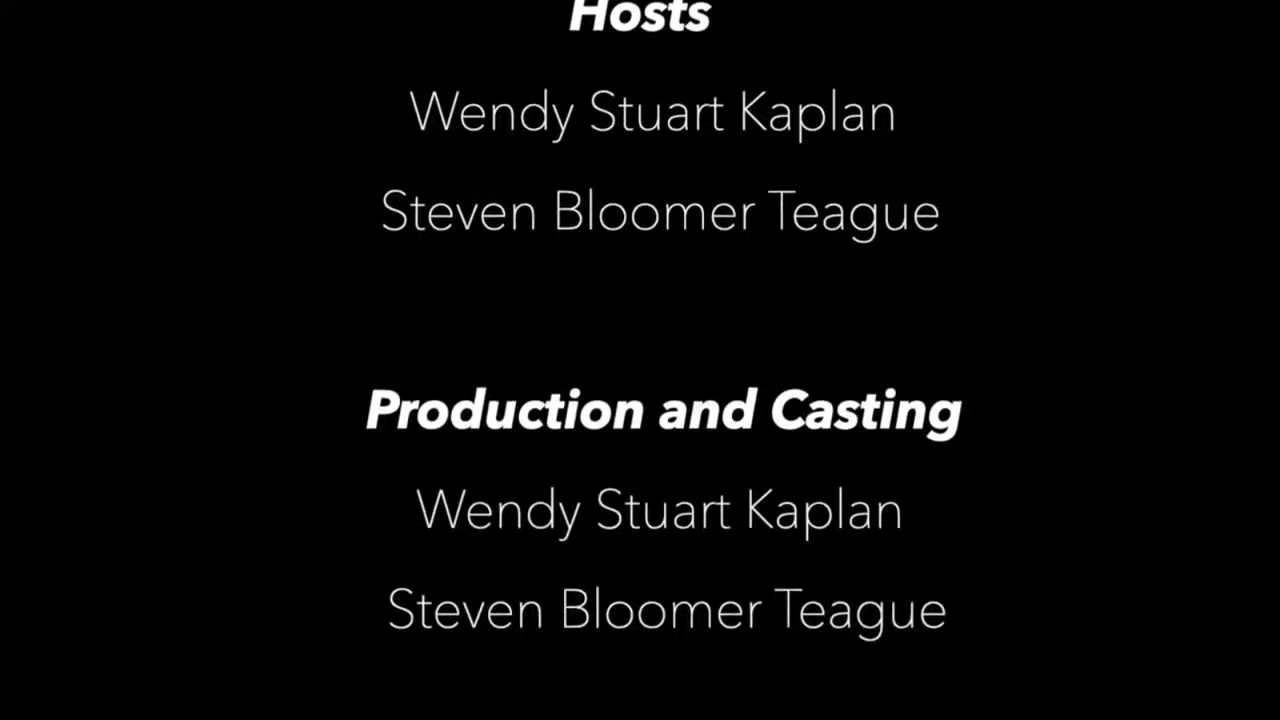 Hosts
Wendy Stuart Kaplan
Steven Bloomer Teague
Production and Casting
Wendy Stuart Kaplan
Steven Bloomer Teague